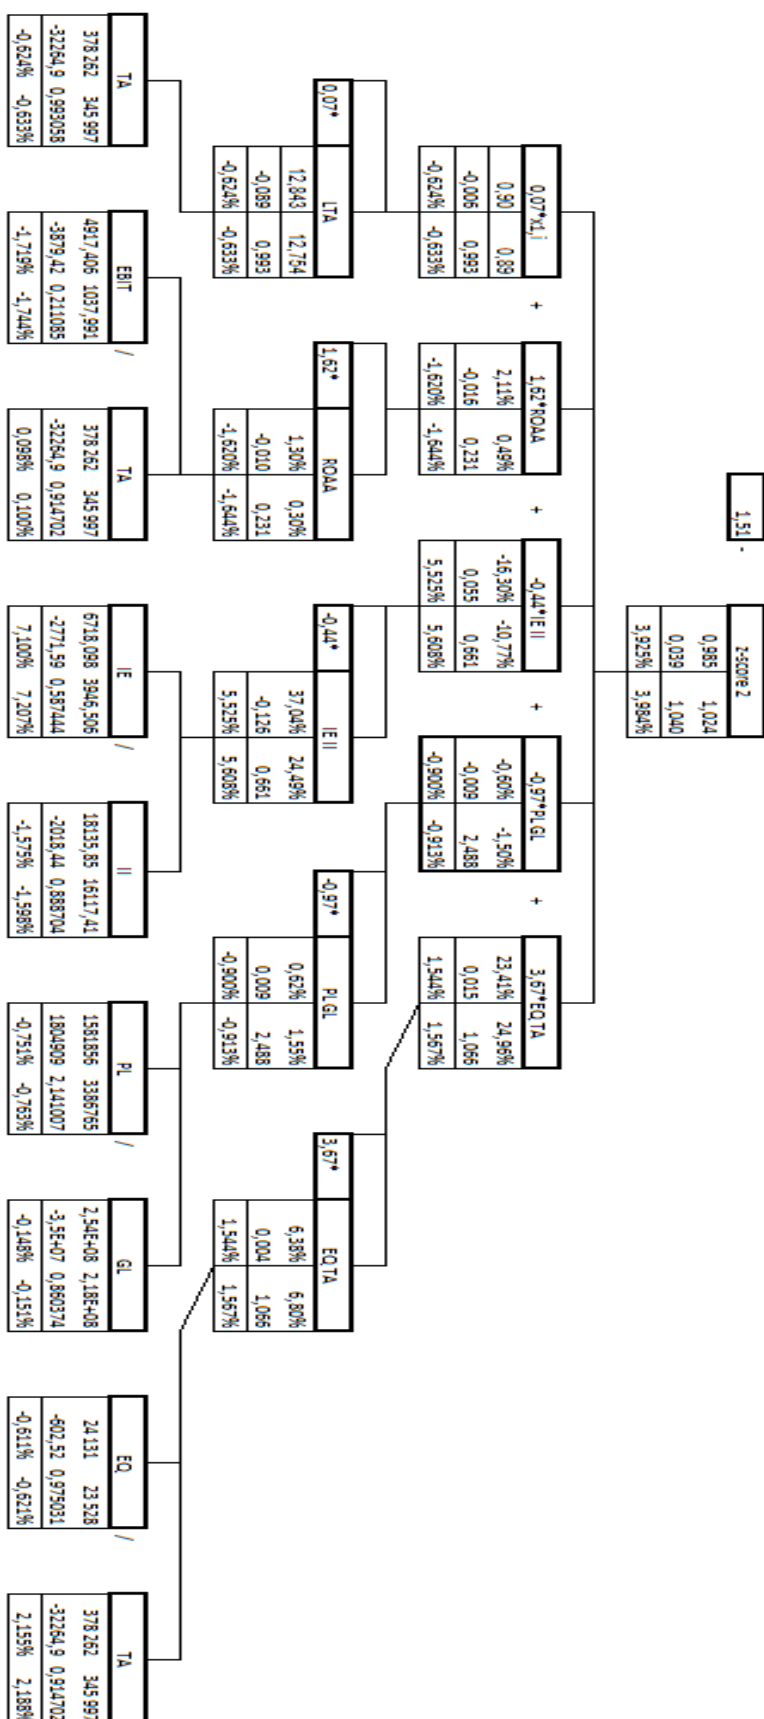 z-score2
1,51 -
0,985 1,024
0,039 1,040
3,925% 3,984%
0,07*x1,i + 1,62*ROAA + -0,44*IE II + -0,97*PLGL + 3,67*EQ,TA
0,90 0,89
-0,006 0,993
-0,624% -0,633%
2,11% 0,49%
-0,016 0,231
-1,620% -1,644%
-16,30% -10,77%
0,055 0,661
5,525% 5,608%
-0,60% -1,50%
-0,009 2,488
-0,900% -0,913%
23,41% 24,96%
0,015 1,066
1,544% 1,567%
0,07* LTA
12,843 12,754
-0,089 0,993
-0,624% -0,633%
1,62* ROAA
1,30% 0,30%
-0,010 0,231
-1,620% -1,644%
-0,44* IE II
37,04% 24,49%
-0,126 0,661
5,525% 5,608%
-0,97* PLGL
0,62% 1,55%
0,009 2,488
-0,900% -0,913%
3,67* EQ,TA
6,38% 6,80%
0,004 1,066
1,544% 1,567%
TA
378 262 345 997
-32264,9 0,993058
-0,624% -0,633%
EBIT /
4917,406 1037,991
-3879,42 0,211085
-1,719% -1,744%
TA
378 262 345 997
-32264,9 0,914702
0,098% 0,100%
IE /
6718,098 3946,506
-2771,59 0,587444
7,100% 7,207%
II
18135,85 16117,41
-2018,44 0,888704
-1,575% -1,598%
PL /
1581856 3386765
1804909 2,141007
-0,751% -0,763%
GL
2,54E+08 2,18E+08
-3,5E+07 0,860374
-0,148% -0,151%
EQ /
24 131 23 528
-602,52 0,975031
-0,611% -0,621%
TA
378 262 345 997
-32264,9 0,914702
2,155% 2,188%